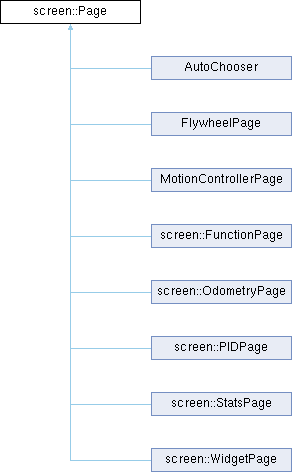 screen::Page
AutoChooser
FlywheelPage
MotionControllerPage
screen::FunctionPage
screen::OdometryPage
screen::PIDPage
screen::StatsPage
screen::WidgetPage